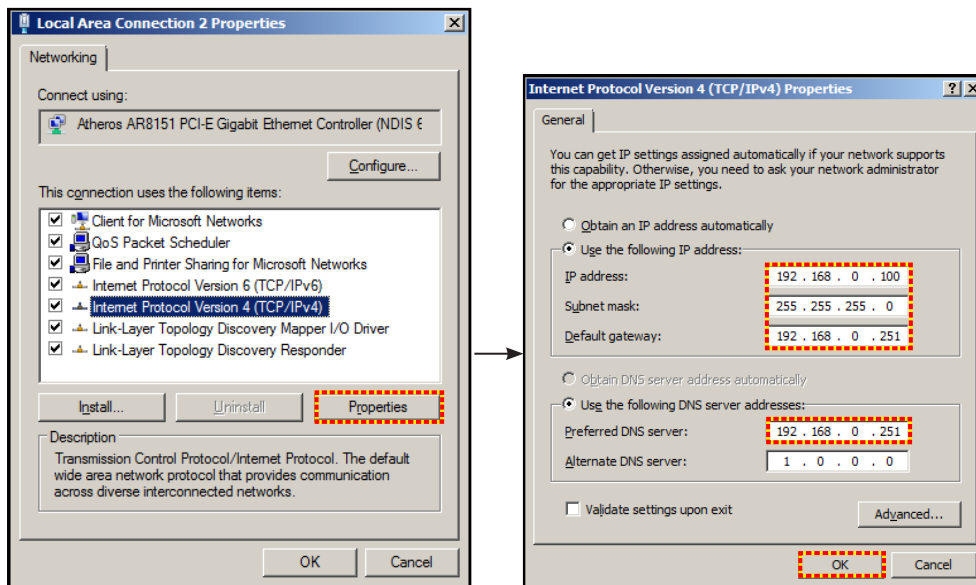 Local Area Connection 2 Properties
Networking
Connect using:
Atheros AR8151 PCI-E Gigabit Ethernet Controller (NDIS 6
Configure...
This connection uses the following items:
Client for Microsoft Networks
QoS Packet Scheduler
File and Printer Sharing for Microsoft Networks
Internet Protocol Version 6 (TCP/IPv6)
Internet Protocol Version 4 (TCP/IPv4)
Link-Layer Topology Discovery Mapper I/O Driver
Link-Layer Topology Discovery Responder
Install...
Uninstall
Properties
Description
Transmission Control Protocol/Internet Protocol. The default
wide area network protocol that provides communication
across diverse interconnected networks.
OK
Cancel
Internet Protocol Version 4 (TCP/IPv4) Properties
General
You can get IP settings assigned automatically if your network supports
this capability. Otherwise, you need to ask your network administrator
for the appropriate IP settings.
Obtain an IP address automatically
Use the following IP address:
IP address: 192 . 168 . 0 . 100
Subnet mask: 255 . 255 . 255 . 0
Default gateway: 192 . 168 . 0 . 251
Obtain DNS server address automatically
Use the following DNS server addresses:
Preferred DNS server: 192 . 168 . 0 . 251
Alternate DNS server: 1 . 0 . 0 . 0
Validate settings upon exit
Advanced...
OK
Cancel